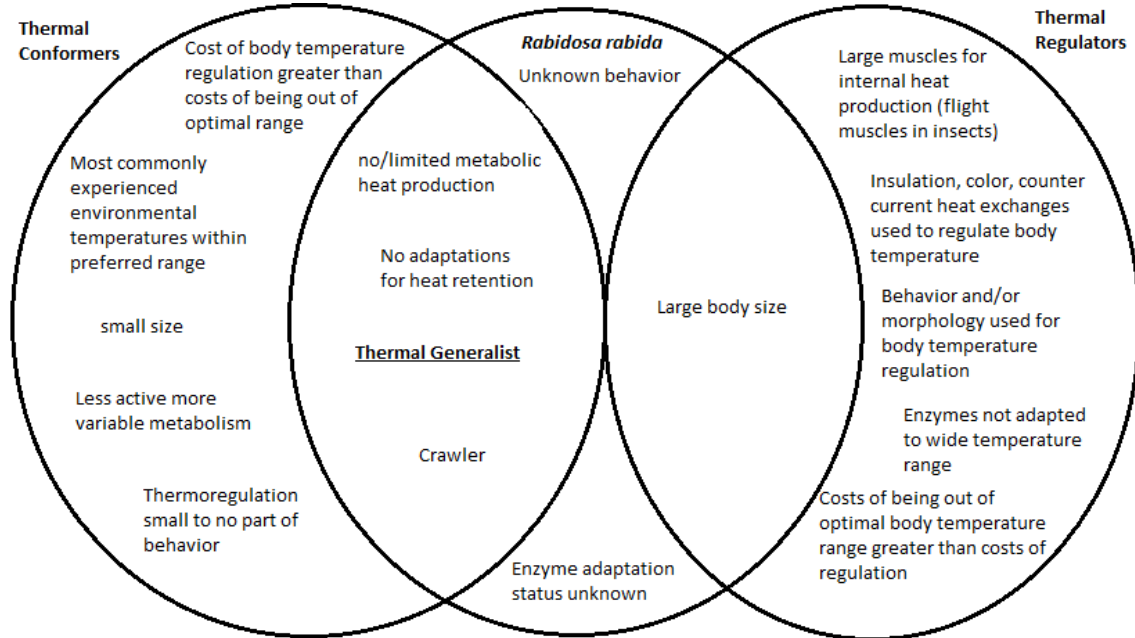 Thermal
Conformers
Cost of body temperature
regulation greater than
costs of being out of
optimal range
Most commonly
experienced
environmental
temperatures within
preferred range
small size
Less active more
variable metabolism
Thermoregulation
small to no part of
behavior
no/limited metabolic
heat production
No adaptations
for heat retention
Thermal Generalist
Crawler
Rabidosa rabida
Unknown behavior
Enzyme adaptation
status unknown
Large body size
Thermal
Regulators
Large muscles for
internal heat
production (flight
muscles in insects)
Insulation, color, counter
current heat exchanges
used to regulate body
temperature
Behavior and/or
morphology used for
body temperature
regulation
Enzymes not adapted
to wide temperature
range
Costs of being out of
optimal body temperature
range greater than costs of
regulation